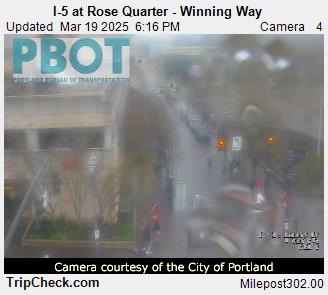 I-5 at Rose Quarter - Winning Way
Updated Mar 19 2025 6:16 PM Camera 4
PBOT
PORTLAND BUREAU OF TRANSPORTATION
Camera courtesy of the City of Portland
TripCheck.com Milepost302.00